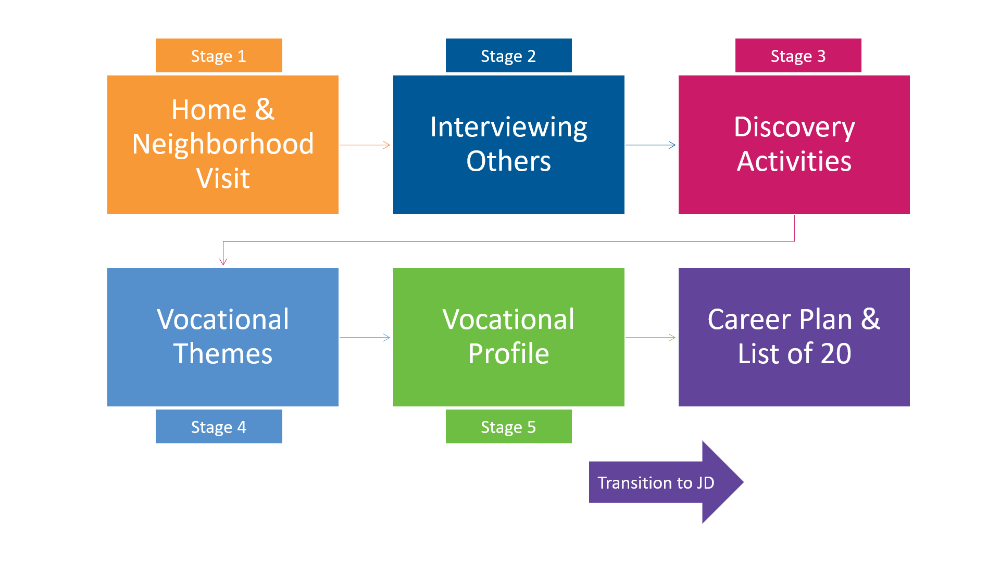 Stage 1
Stage 2
Stage 3
Home &
Neighborhood
Visit
Interviewing
Others
Discovery
Activities
Vocational
Themes
Vocational
Profile
Career Plan &
List of 20
Stage 4
Stage 5
Transition to JD